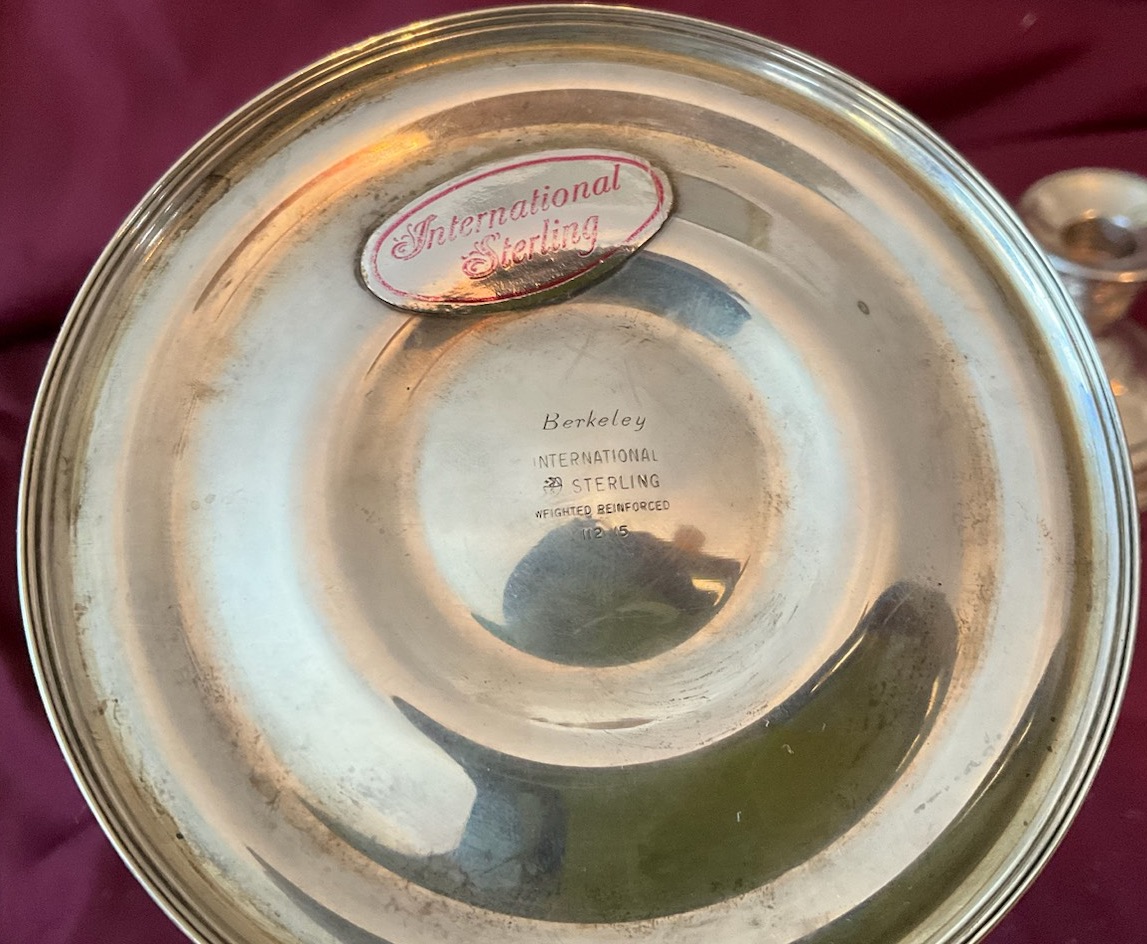 International
Sterling
Berkeley
INTERNATIONAL
STERLING
WEIGHTED REINFORCED